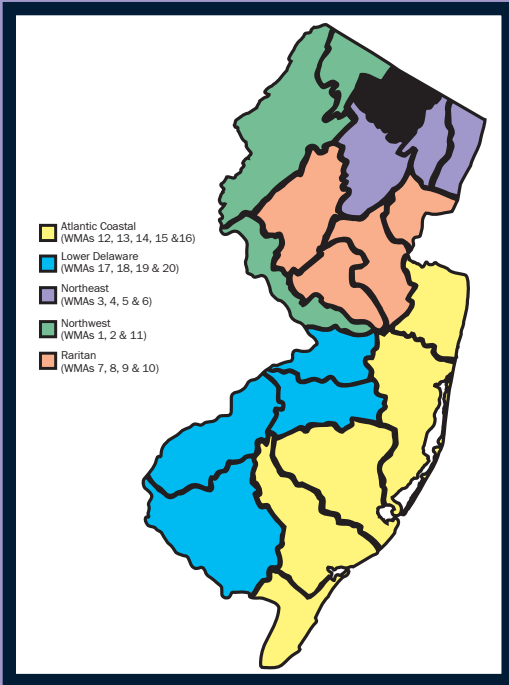 Atlantic Coastal
(WMAs 12, 13, 14, 15 &16)
Lower Delaware
(WMAs 17, 18, 19 & 20)
Northeast
(WMAs 3, 4, 5 & 6)
Northwest
(WMAs 1, 2 & 11)
Raritan
(WMAs 7, 8, 9 & 10)